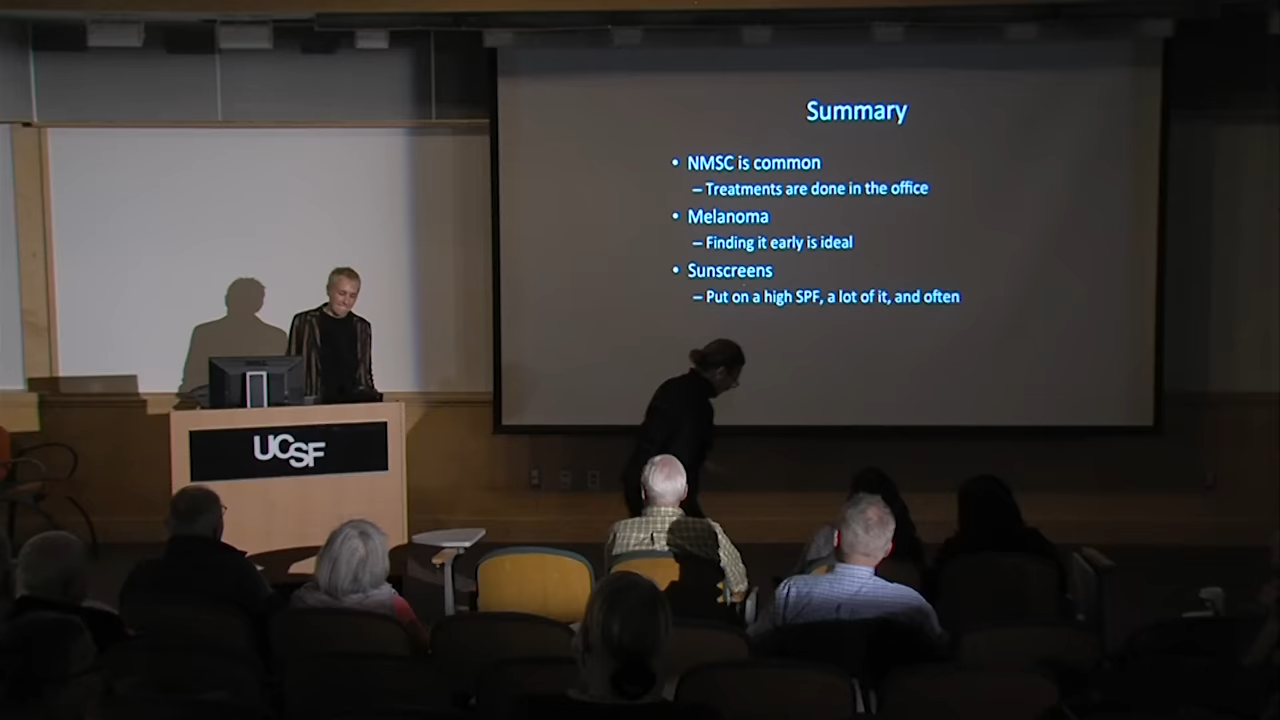 Summary
• NMSC is common
– Treatments are done in the office
• Melanoma
– Finding it early is ideal
• Sunscreens
– Put on a high SPF, a lot of it, and often
UCSF